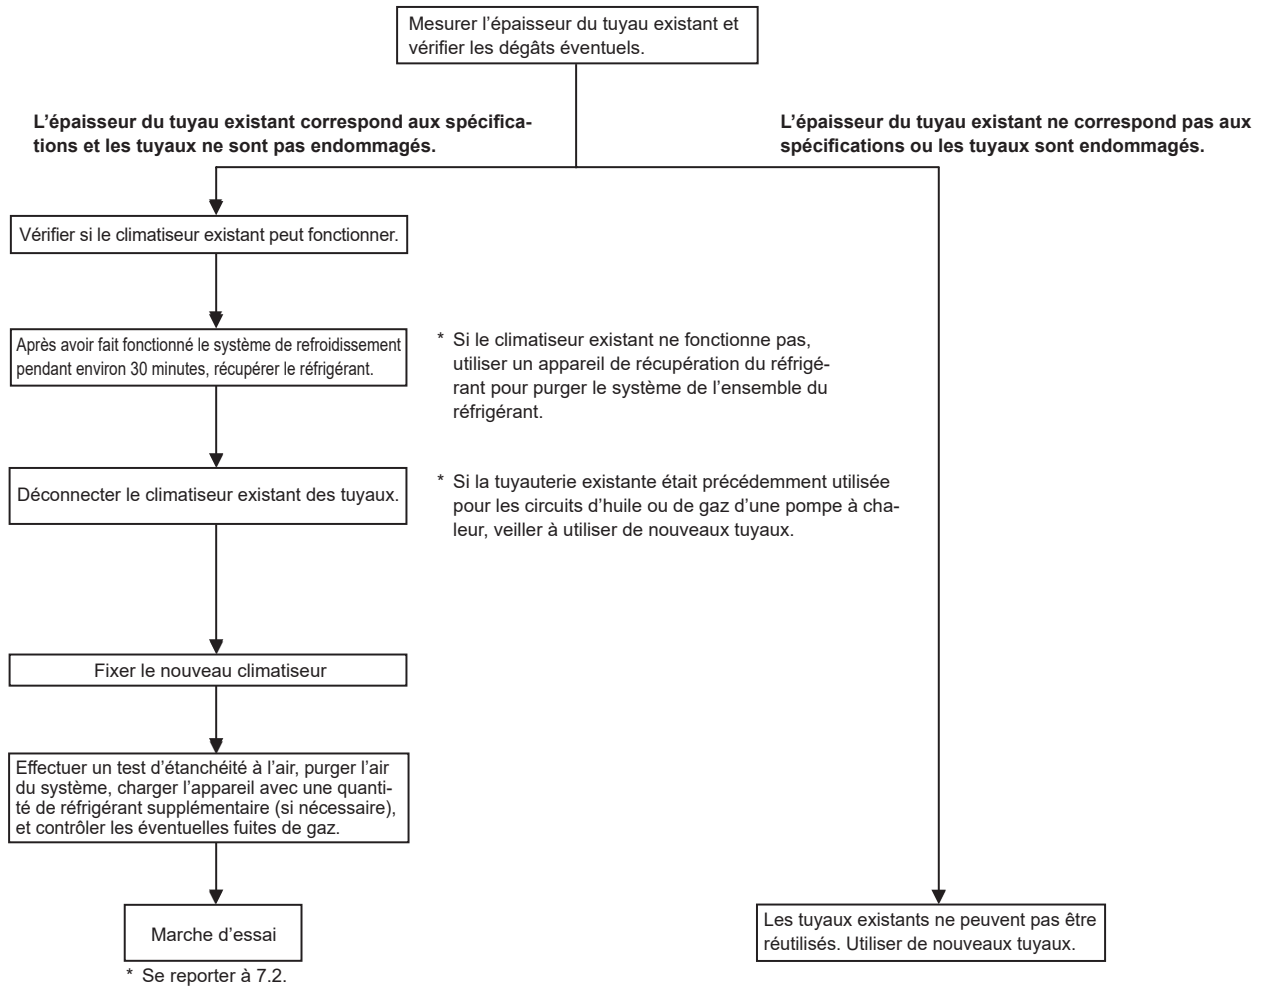 Mesurer l’épaisseur du tuyau existant et
vérifier les dégâts éventuels.
L’épaisseur du tuyau existant correspond aux spécifica-
tions et les tuyaux ne sont pas endommagés.
L’épaisseur du tuyau existant ne correspond pas aux
spécifications ou les tuyaux sont endommagés.
Vérifier si le climatiseur existant peut fonctionner.
Après avoir fait fonctionné le système de refroidissement
pendant environ 30 minutes, récupérer le réfrigérant.
* Si le climatiseur existant ne fonctionne pas,
utiliser un appareil de récupération du réfrigé-
rant pour purger le système de l’ensemble du
réfrigérant.
Déconnecter le climatiseur existant des tuyaux.
* Si la tuyauterie existante était précédemment utilisée
pour les circuits d’huile ou de gaz d’une pompe à cha-
leur, veiller à utiliser de nouveaux tuyaux.
Fixer le nouveau climatiseur
Effectuer un test d’étanchéité à l’air, purger l’air
du système, charger l’appareil avec une quanti-
té de réfrigérant supplémentaire (si nécessaire),
et contrôler les éventuelles fuites de gaz.
Marche d’essai
* Se reporter à 7.2.
Les tuyaux existants ne peuvent pas être
réutilisés. Utiliser de nouveaux tuyaux.